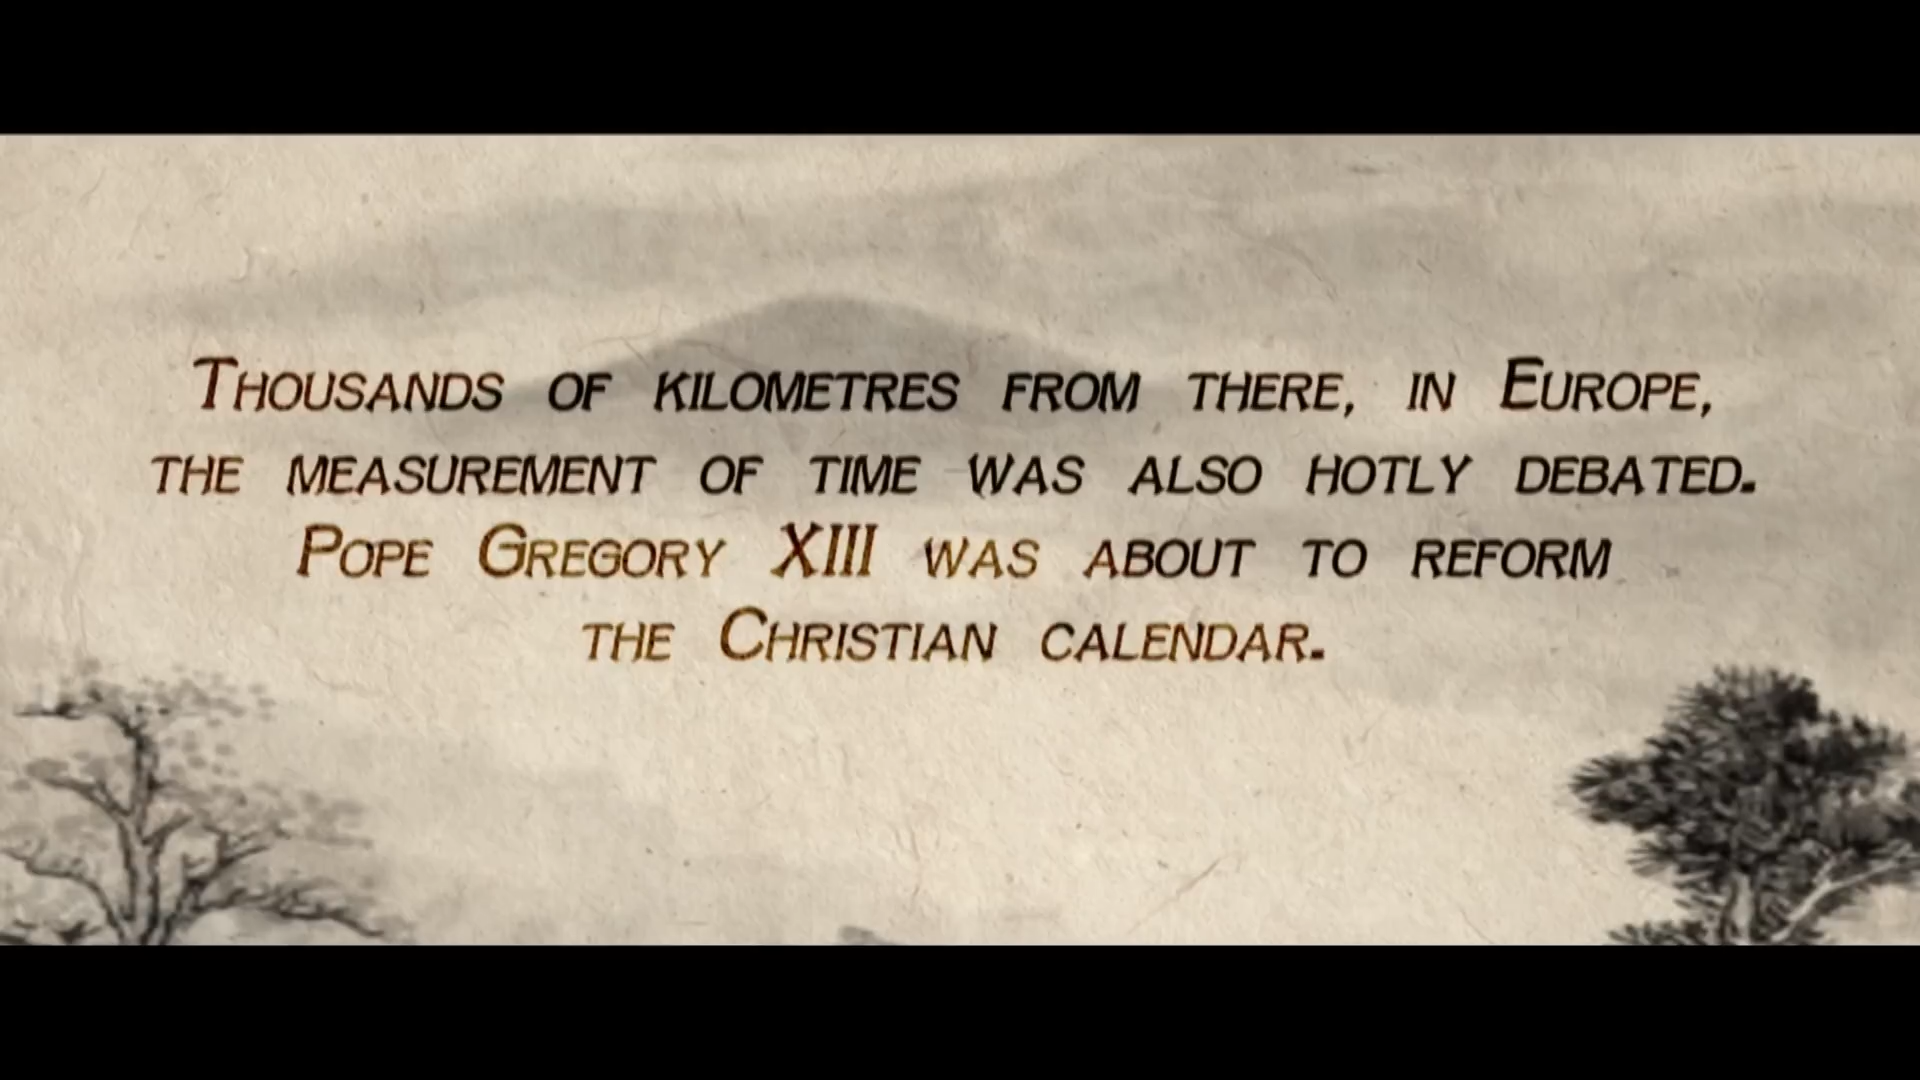 Thousands of kilometres from there, in Europe,
the measurement of time was also hotly debated.
Pope Gregory XIII was about to reform
the Christian calendar.